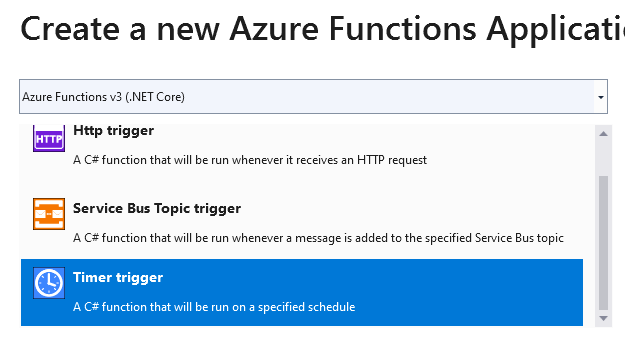 Create a new Azure Functions Applicati
Azure Functions v3 (.NET Core)
Http trigger
HTTP
A C# function that will be run whenever it receives an HTTP request
Service Bus Topic trigger
A C# function that will be run whenever a message is added to the specified Service Bus topic
Timer trigger
A C# function that will be run on a specified schedule